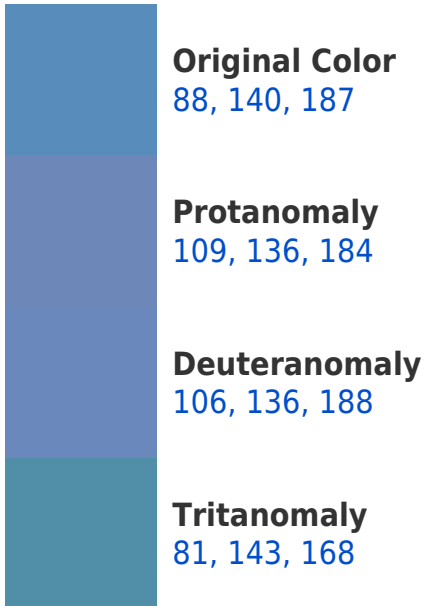 Original Color
88, 140, 187
Protanomaly
109, 136, 184
Deuteranomaly
106, 136, 188
Tritanomaly
81, 143, 168